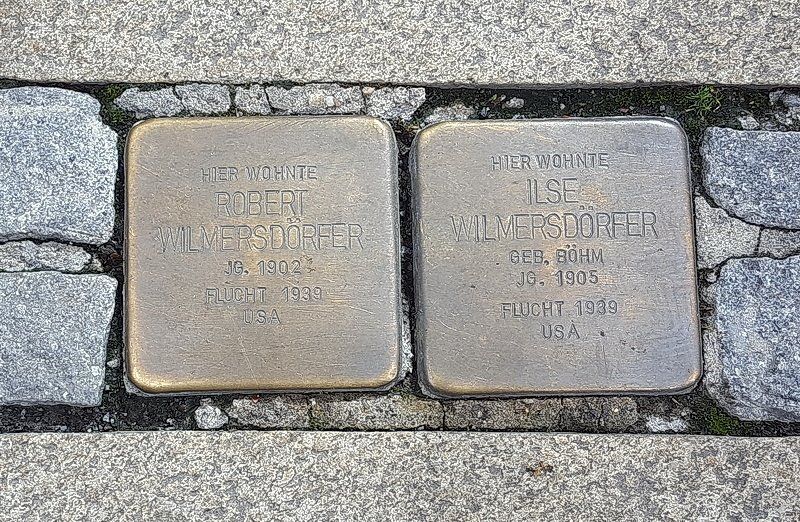 HIER WOHNTE
ROBERT
WILMERSDÖRFER
JG. 1902
FLUCHT 1939
USA
HIER WOHNTE
ILSE
WILMERSDÖRFER
GEB. BÖHM
JG. 1905
FLUCHT 1939
USA